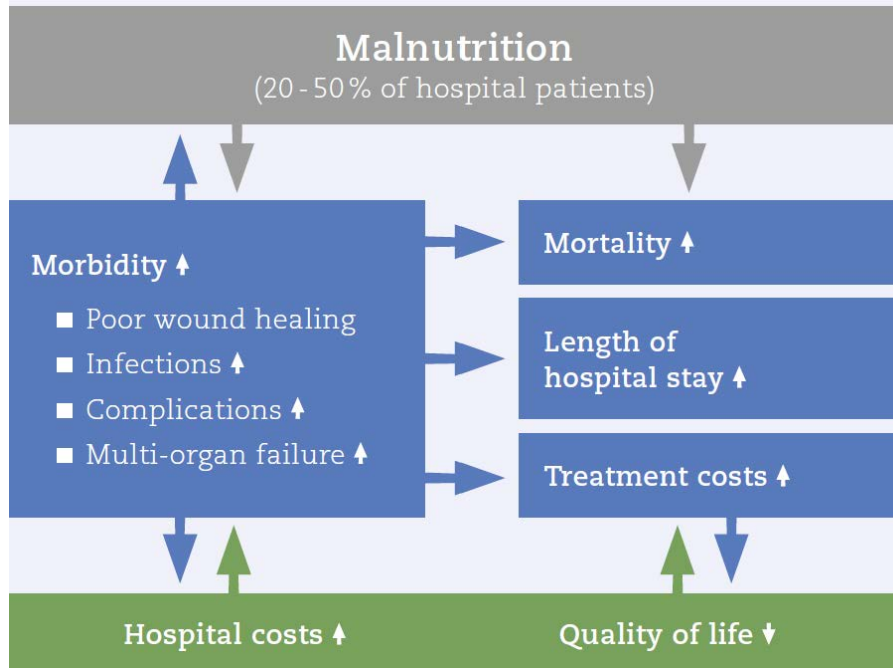 Malnutrition
(20 - 50 % of hospital patients)
Morbidity ↑
■ Poor wound healing
■ Infections ↑
■ Complications ↑
■ Multi-organ failure ↑
Mortality ↑
Length of
hospital stay ↑
Treatment costs ↑
Hospital costs ↑
Quality of life ↓